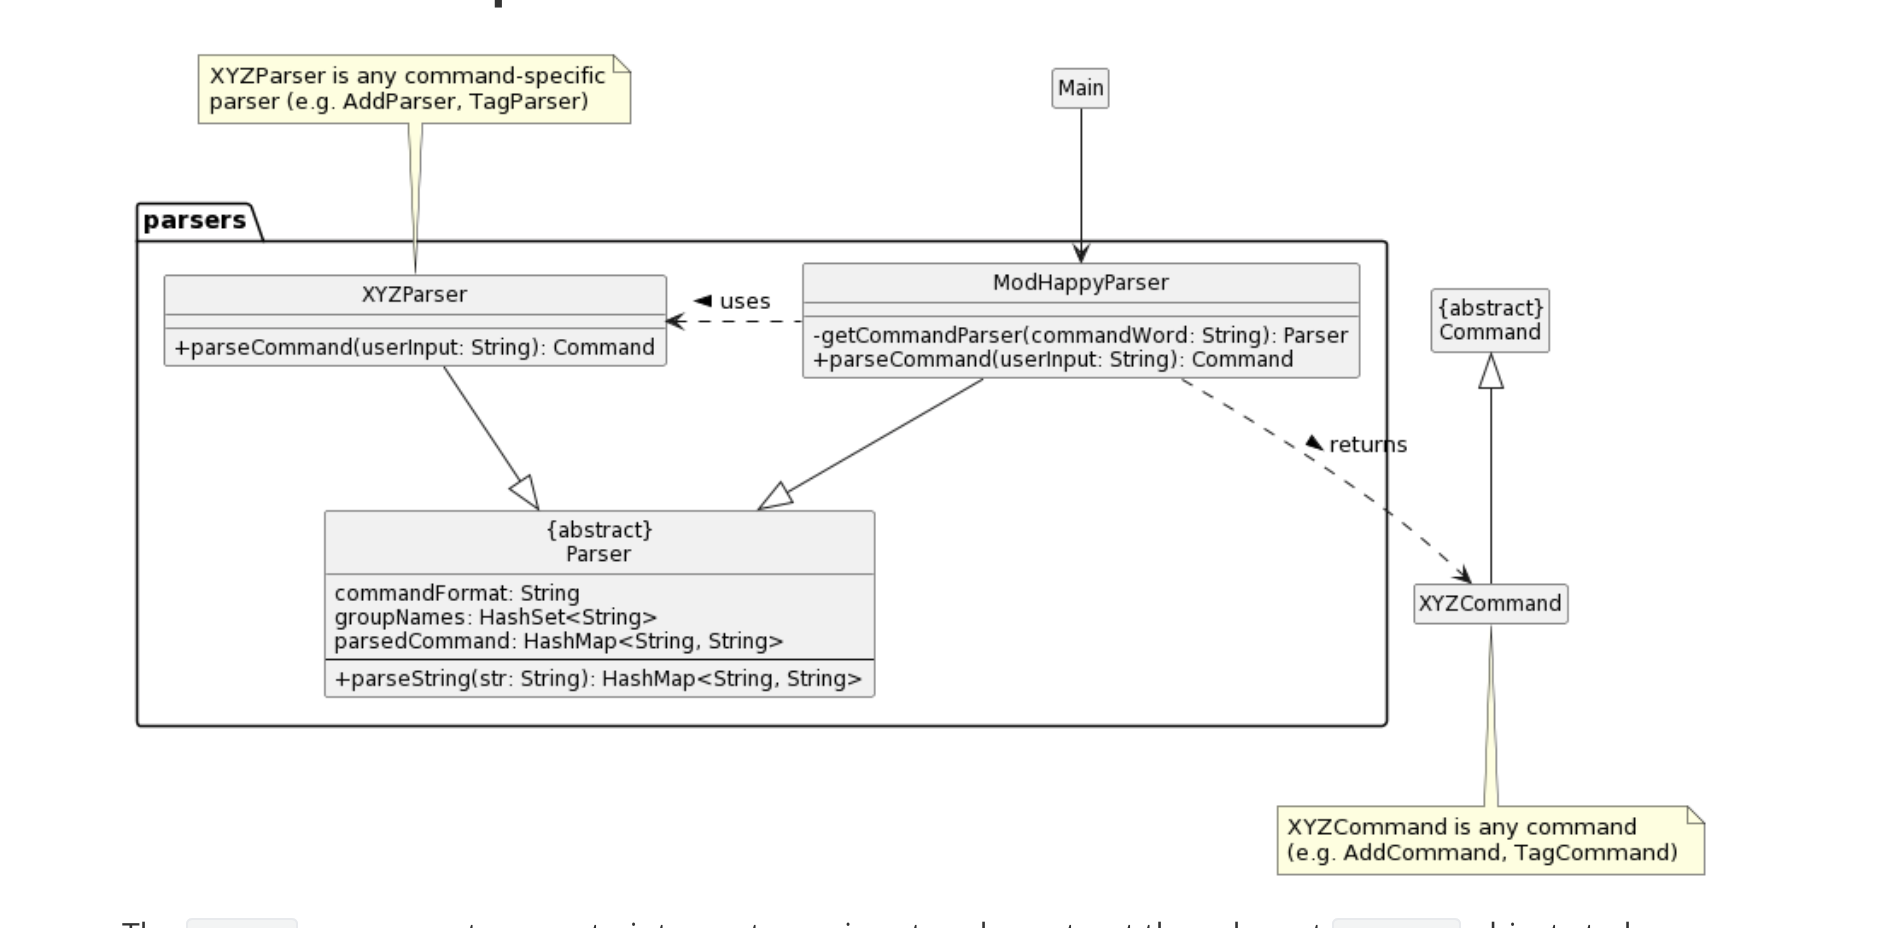 XYZParser is any command-specific
parser (e.g. AddParser, TagParser)
Main
parsers
XYZParser
+parseCommand(userInput: String): Command
◄ uses
ModHappyParser
-getCommandParser(commandWord: String): Parser
+parseCommand(userInput: String): Command
{abstract}
Command
returns
{abstract}
Parser
commandFormat: String
groupNames: HashSet<String>
parsedCommand: HashMap<String, String>
+parseString(str: String): HashMap<String, String>
XYZCommand
XYZCommand is any command
(e.g. AddCommand, TagCommand)